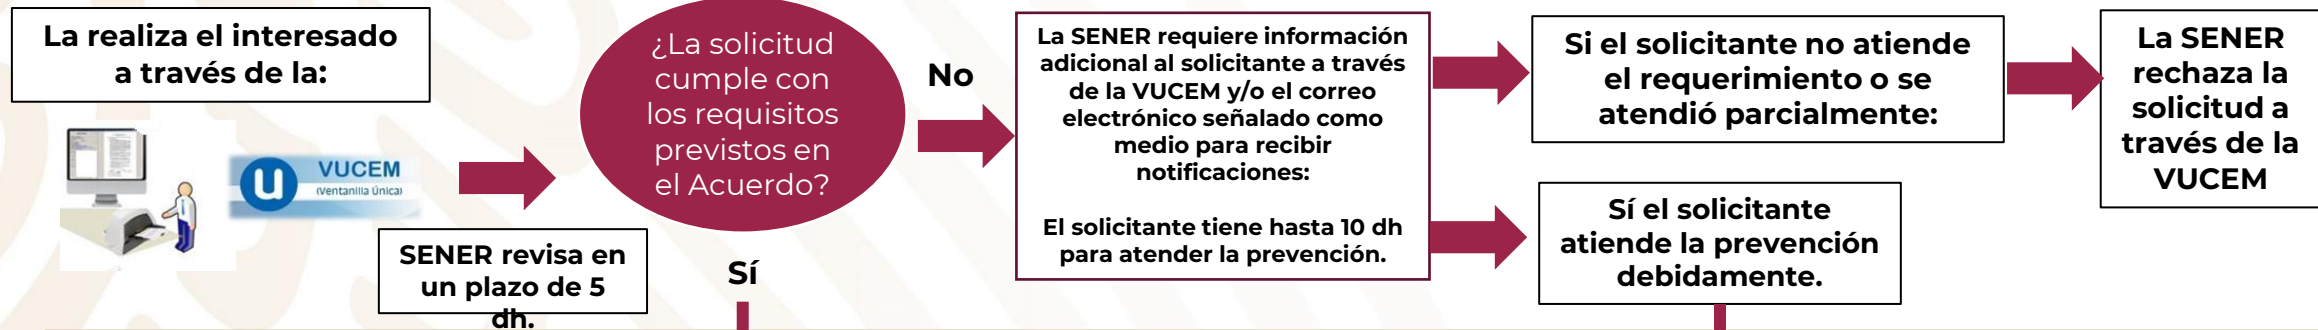 La realiza el interesado
a través de la:
VUCEM
(Ventanilla Única)
SENER revisa en
un plazo de 5
dh.
¿La solicitud
cumple con
los requisitos
previstos en
el Acuerdo?
Sí
No
La SENER requiere información
adicional al solicitante a través
de la VUCEM y/o el correo
electrónico señalado como
medio para recibir
notificaciones:
El solicitante tiene hasta 10 dh
para atender la prevención.
Si el solicitante no atiende
el requerimiento o se
atendió parcialmente:
La SENER
rechaza la
solicitud a
través de la
VUCEM
Sí el solicitante
atiende la prevención
debidamente.